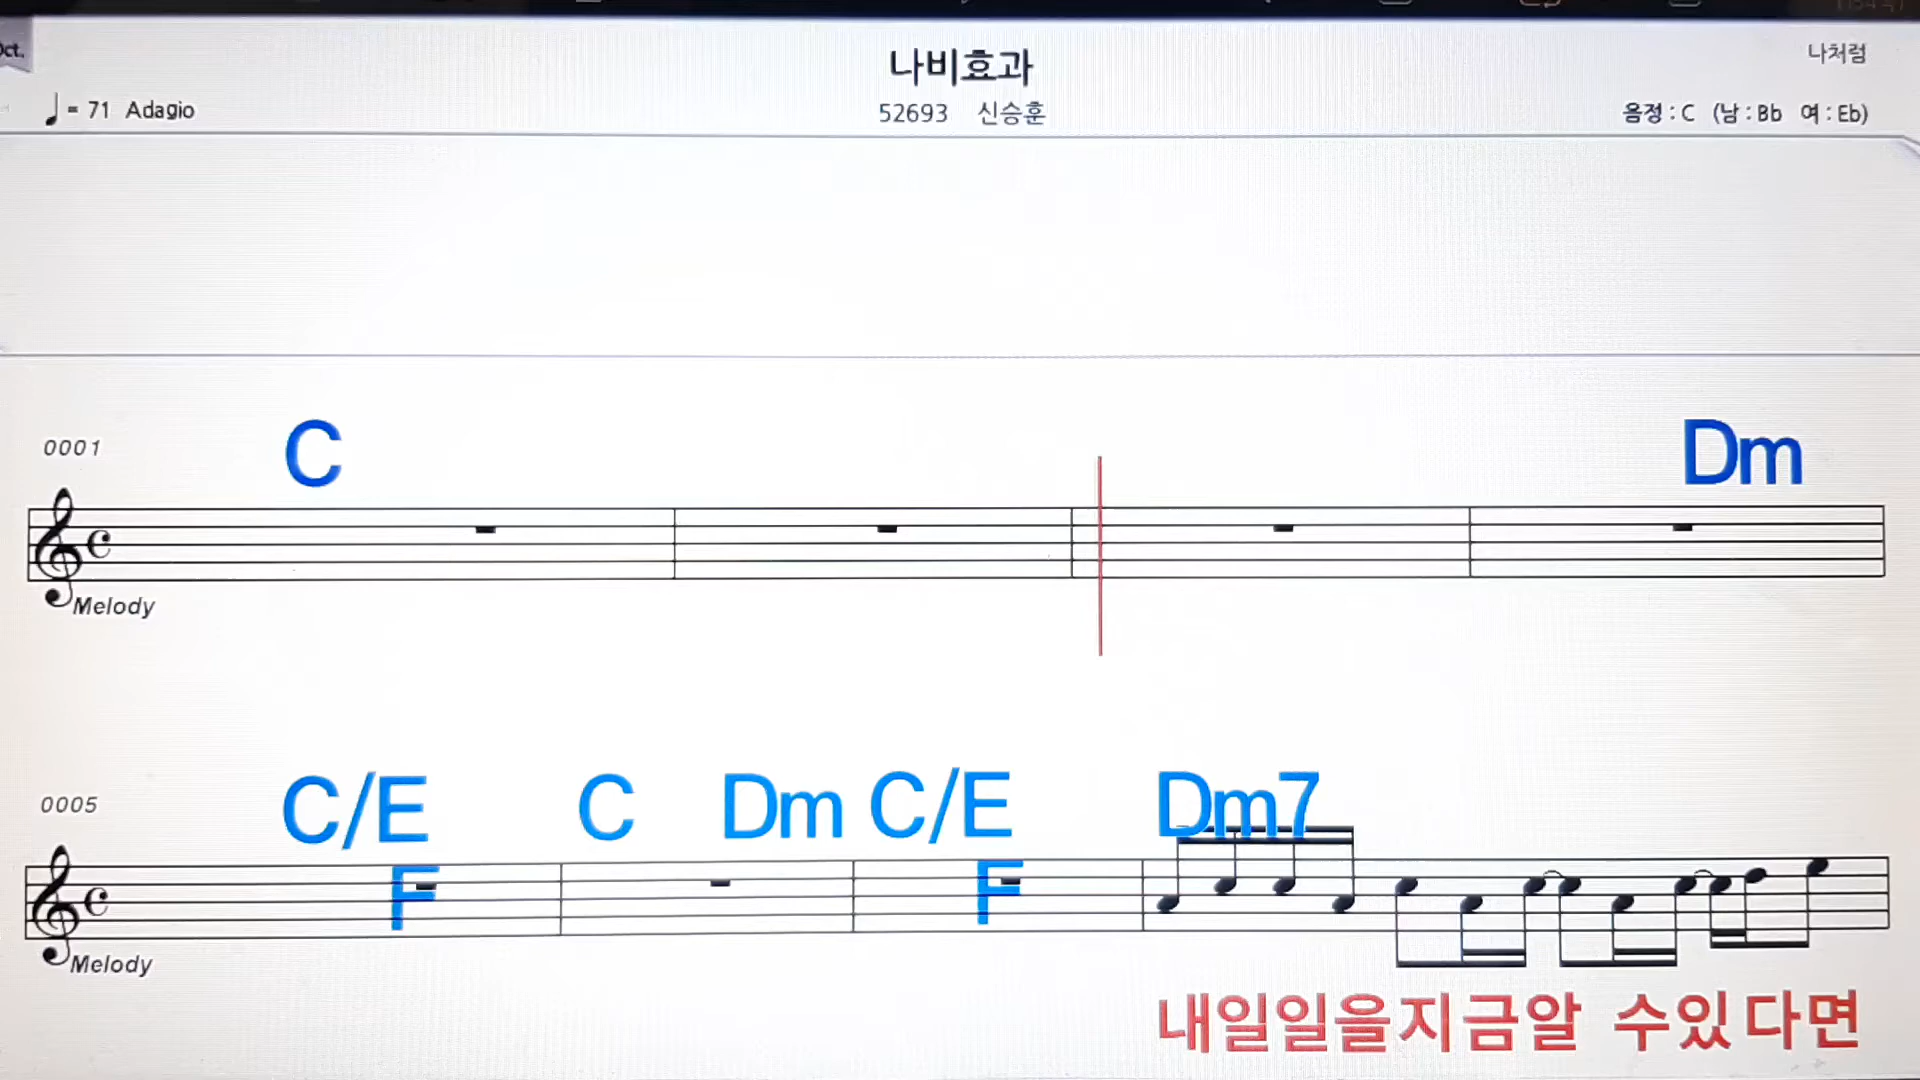 Oct.
나비효과
나처럼
= 71 Adagio
52693 신승훈
음정 : C (남 : Bb 여 : Eb)
0001
C
Dm
Melody
0005
C/E F C Dm C/E F Dm7
Melody
내일일을지금알 수있다면